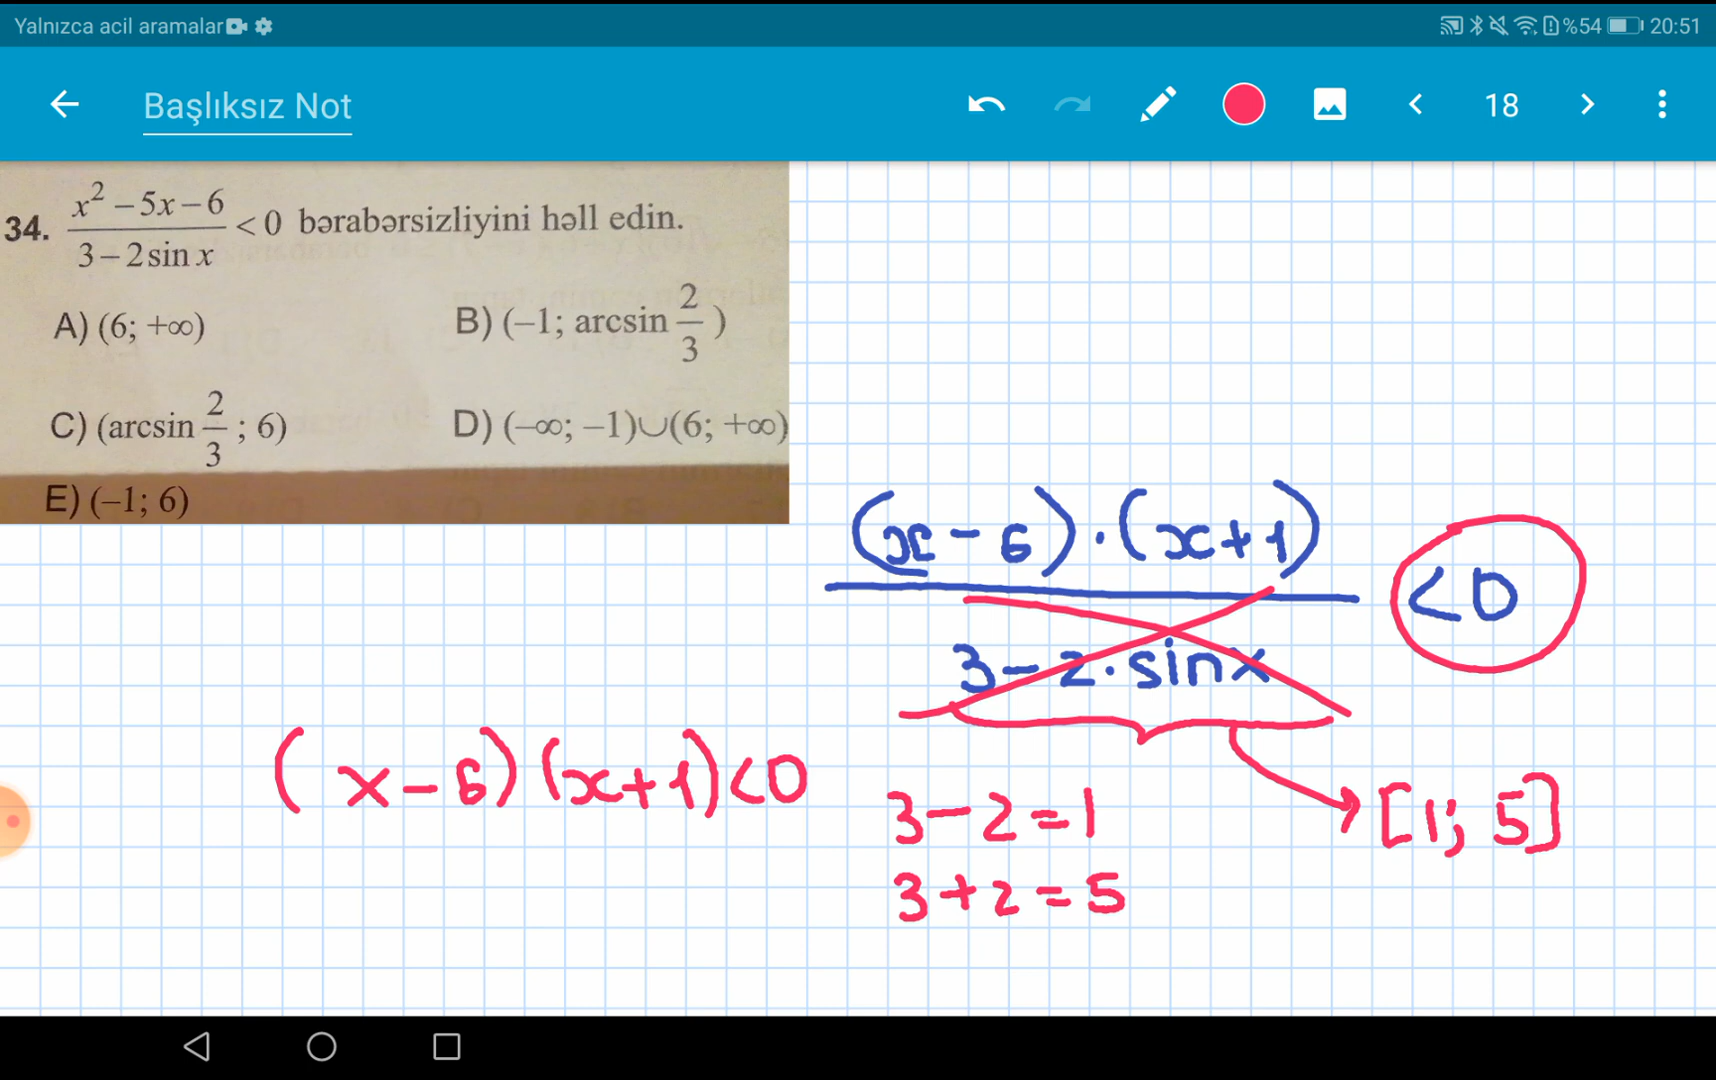 Yalnızca acil aramalar
%54 20:51
Başlıksız Not
18
34. x² − 5x − 6 / 3 − 2 sin x < 0 bərabərsizliyini həll edin.
A) (6; +∞)
B) (−1; arcsin 2/3 )
C) (arcsin 2/3 ; 6)
D) (−∞; −1)∪(6; +∞)
E) (−1; 6)
(x − 6) · (x + 1) / 3 − 2 · sin x < 0
(x − 6) (x + 1) < 0
3 − 2 = 1
[1; 5]
3 + 2 = 5